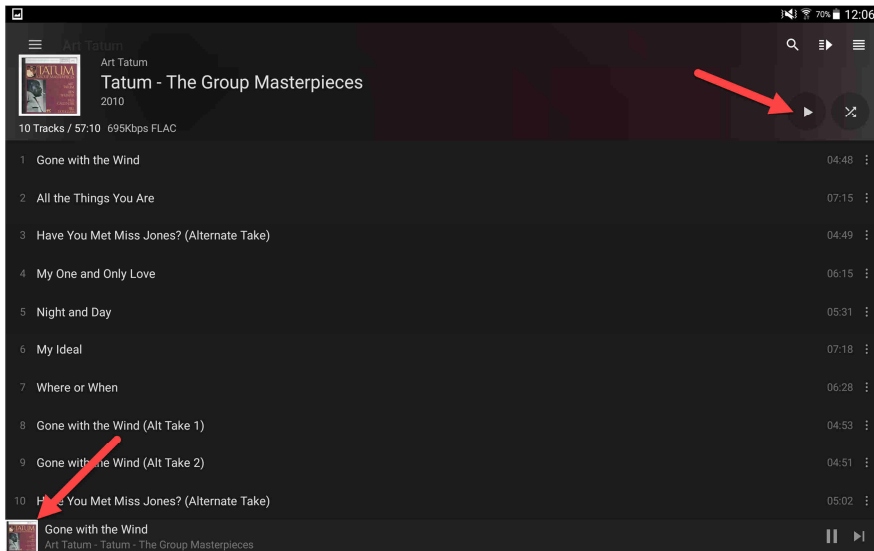 70% 12:06
Art Tatum
Art Tatum
TATUM
Tatum - The Group Masterpieces
2010
10 Tracks / 57:10 695Kbps FLAC
1 Gone with the Wind 04:48
2 All the Things You Are 07:15
3 Have You Met Miss Jones? (Alternate Take) 04:49
4 My One and Only Love 06:15
5 Night and Day 05:31
6 My Ideal 07:18
7 Where or When 06:28
8 Gone with the Wind (Alt Take 1) 04:53
9 Gone with the Wind (Alt Take 2) 04:51
10 Have You Met Miss Jones? (Alternate Take) 05:02
TATUM
Gone with the Wind
Art Tatum - Tatum - The Group Masterpieces